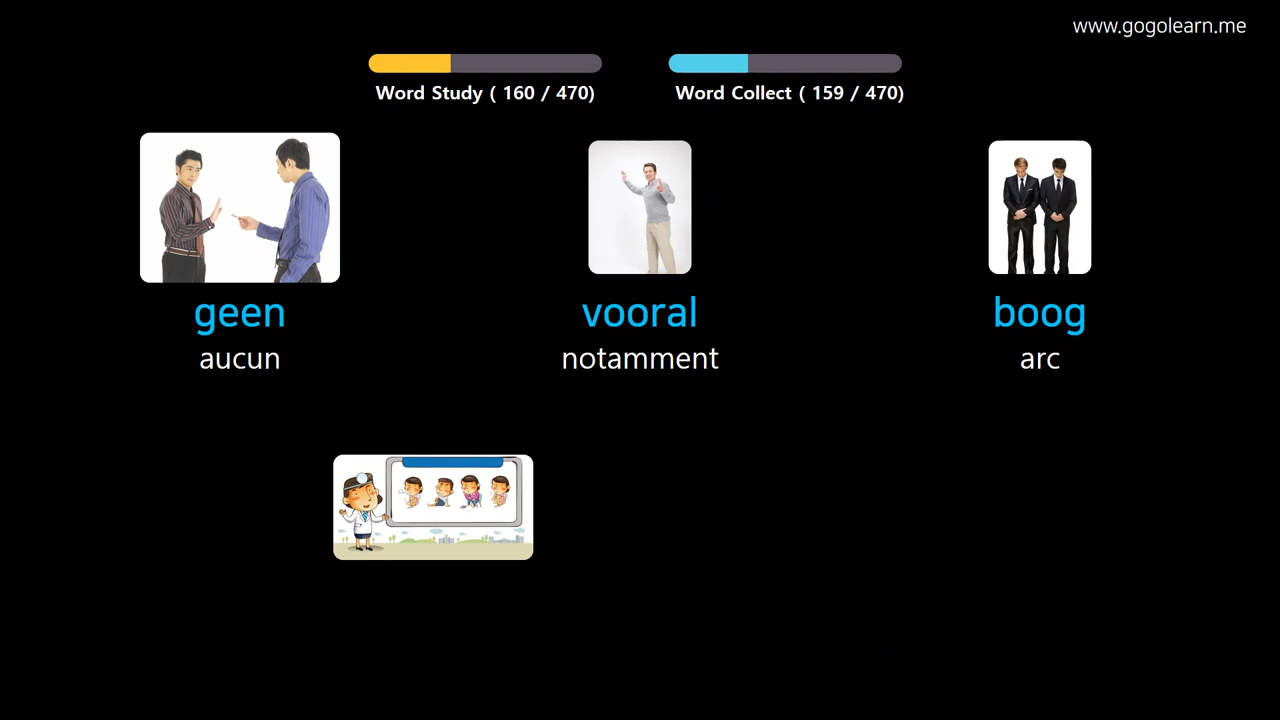 www.gogolearn.me
Word Study ( 160 / 470)
Word Collect ( 159 / 470)
geen
aucun
vooral
notamment
boog
arc